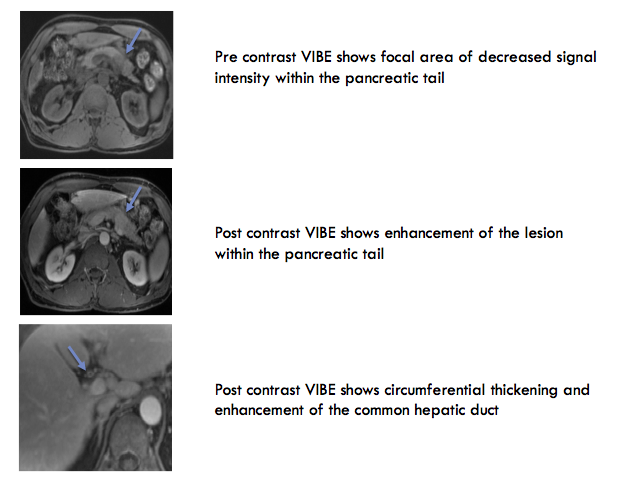 Pre contrast VIBE shows focal area of decreased signal
intensity within the pancreatic tail
Post contrast VIBE shows enhancement of the lesion
within the pancreatic tail
Post contrast VIBE shows circumferential thickening and
enhancement of the common hepatic duct